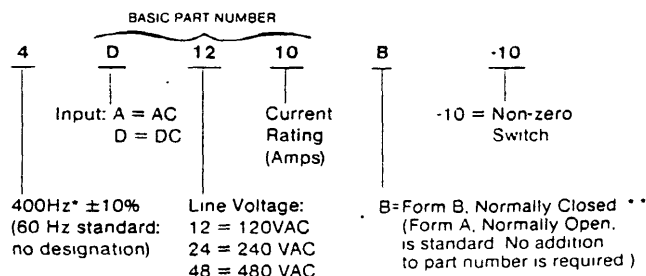 BASIC PART NUMBER
4 D 12 10 B -10
Input: A = AC
D = DC
Current
Rating
(Amps)
-10 = Non-zero
Switch
400Hz* ±10%
(60 Hz standard:
no designation)
Line Voltage:
12 = 120VAC
24 = 240 VAC
48 = 480 VAC
B=Form B, Normally Closed **
(Form A, Normally Open,
is standard No addition
to part number is required )